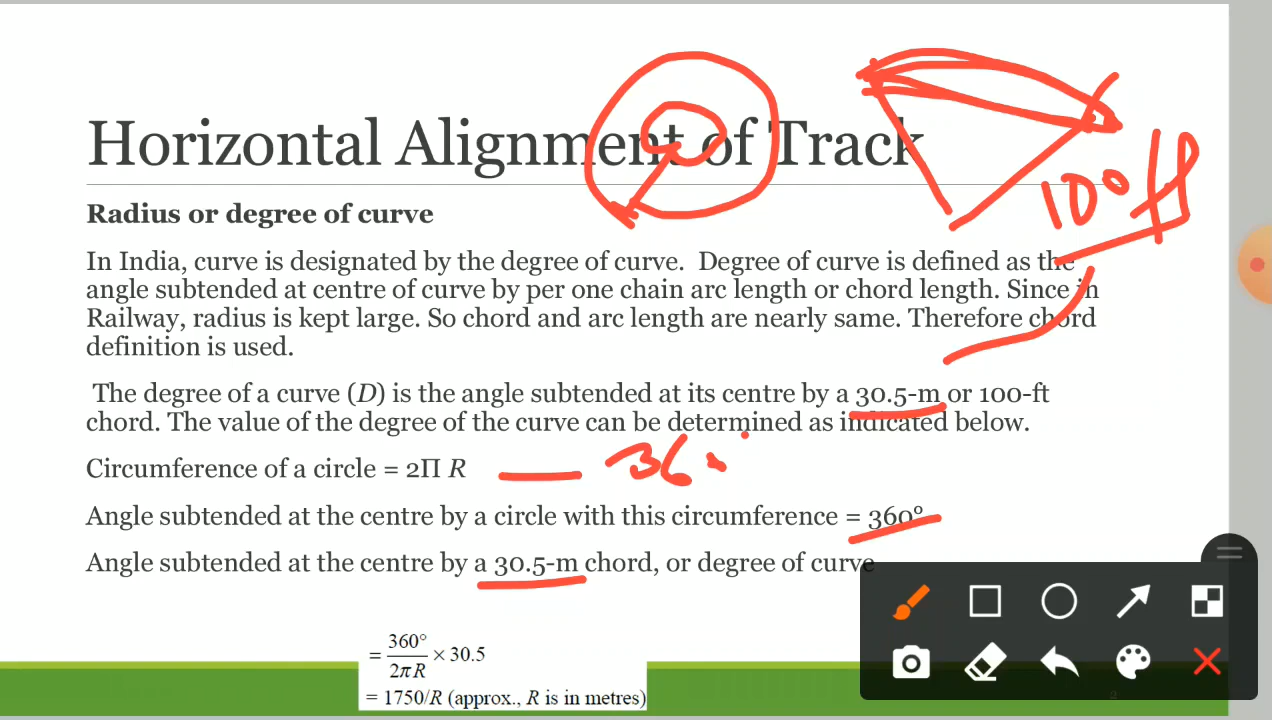 Horizontal Alignment of Track
Radius or degree of curve
In India, curve is designated by the degree of curve. Degree of curve is defined as the
angle subtended at centre of curve by per one chain arc length or chord length. Since in
Railway, radius is kept large. So chord and arc length are nearly same. Therefore chord
definition is used.
The degree of a curve (D) is the angle subtended at its centre by a 30.5-m or 100-ft
chord. The value of the degree of the curve can be determined as indicated below.
Circumference of a circle = 2Π R
36
Angle subtended at the centre by a circle with this circumference = 360°
Angle subtended at the centre by a 30.5-m chord, or degree of curve
= 360° / 2πR × 30.5
= 1750/R (approx., R is in metres)
100 ft
2